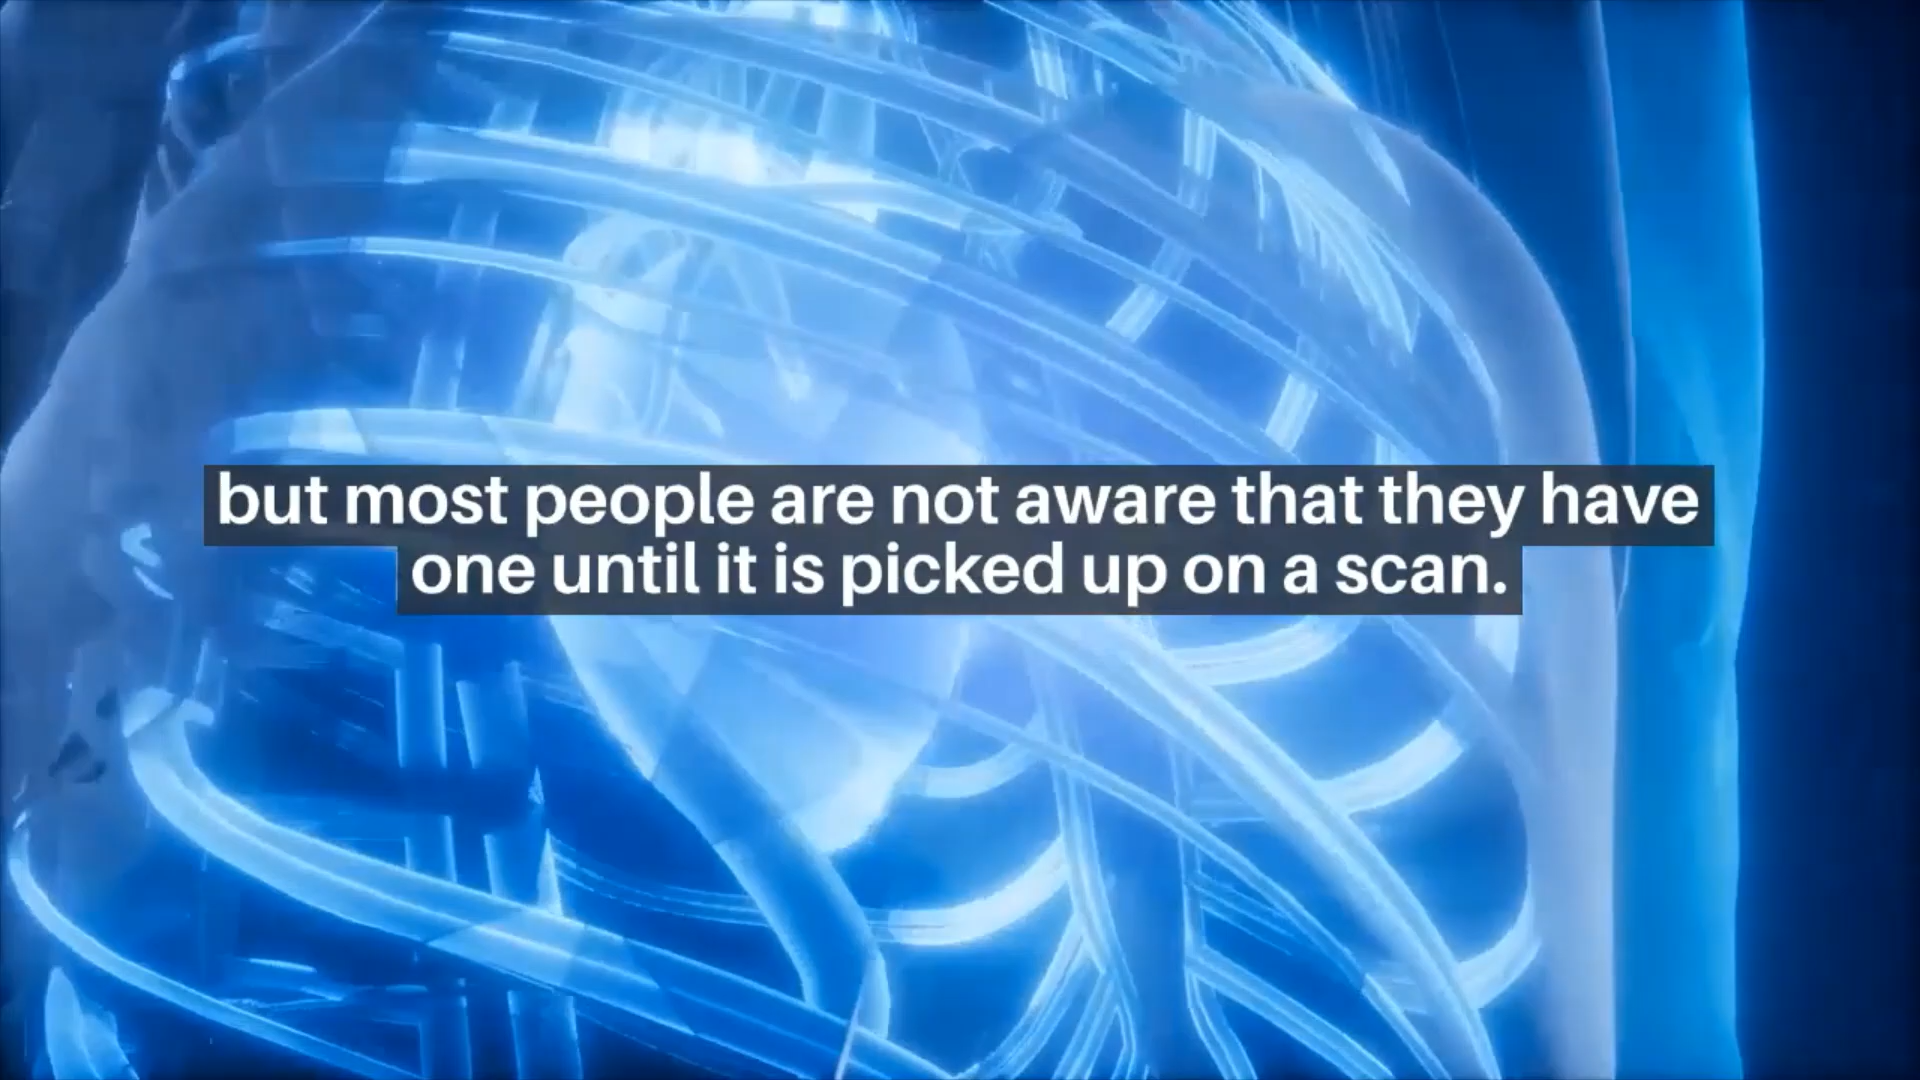 but most people are not aware that they have
one until it is picked up on a scan.